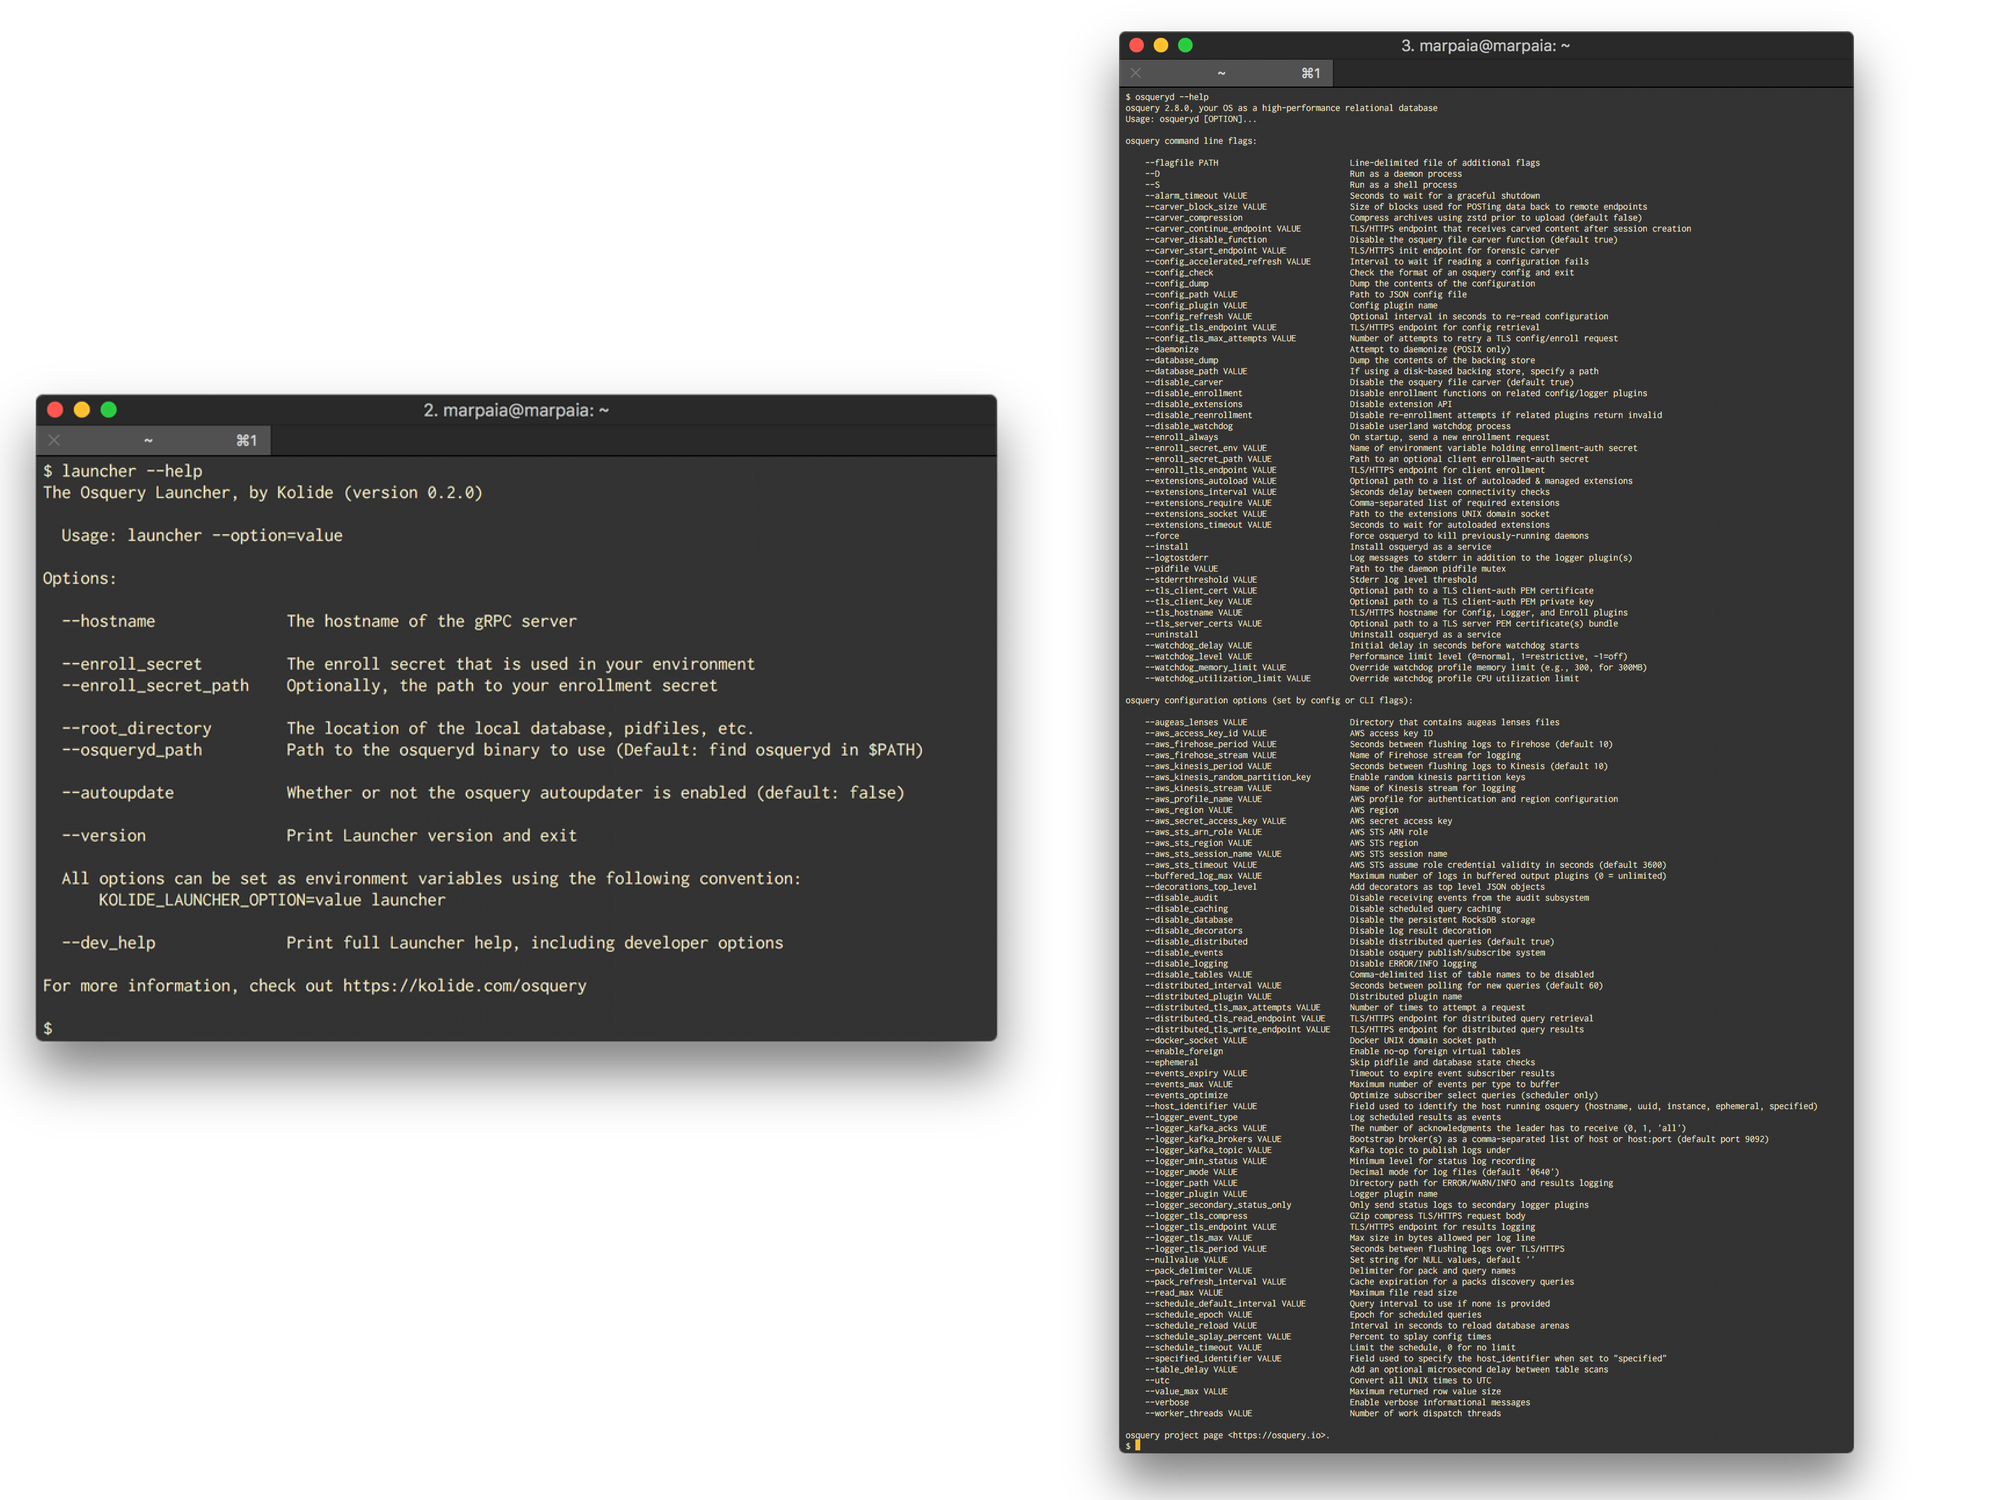 2. marpaia@marpaia: ~
~ ⌘1
$ launcher --help
The Osquery Launcher, by Kolide (version 0.2.0)
Usage: launcher --option=value
Options:
--hostname The hostname of the gRPC server
--enroll_secret The enroll secret that is used in your environment
--enroll_secret_path Optionally, the path to your enrollment secret
--root_directory The location of the local database, pidfiles, etc.
--osqueryd_path Path to the osqueryd binary to use (Default: find osqueryd in $PATH)
--autoupdate Whether or not the osquery autoupdater is enabled (default: false)
--version Print Launcher version and exit
All options can be set as environment variables using the following convention:
KOLIDE_LAUNCHER_OPTION=value launcher
--dev_help Print full Launcher help, including developer options
For more information, check out https://kolide.com/osquery
$
3. marpaia@marpaia: ~
~ ⌘1
$ osqueryd --help
osquery 2.8.0, your OS as a high-performance relational database
Usage: osqueryd [OPTION]...
osquery command line flags:
--flagfile PATH Line-delimited file of additional flags
--D Run as a daemon process
--S Run as a shell process
--alarm_timeout VALUE Seconds to wait for a graceful shutdown
--carver_block_size VALUE Size of blocks used for POSTing data back to remote endpoints
--carver_compression Compress archives using zstd prior to upload (default false)
--carver_continue_endpoint VALUE TLS/HTTPS endpoint that receives carved content after session creation
--carver_disable_function Disable the osquery file carver function (default true)
--carver_start_endpoint VALUE TLS/HTTPS init endpoint for forensic carver
--config_accelerated_refresh VALUE Interval to wait if reading a configuration fails
--config_check Check the format of an osquery config and exit
--config_dump Dump the contents of the configuration
--config_path VALUE Path to JSON config file
--config_plugin VALUE Config plugin name
--config_refresh VALUE Optional interval in seconds to re-read configuration
--config_tls_endpoint VALUE TLS/HTTPS endpoint for config retrieval
--config_tls_max_attempts VALUE Number of attempts to retry a TLS config/enroll request
--daemonize Attempt to daemonize (POSIX only)
--database_dump Dump the contents of the backing store
--database_path VALUE If using a disk-based backing store, specify a path
--disable_carver Disable the osquery file carver (default true)
--disable_enrollment Disable enrollment functions on related config/logger plugins
--disable_extensions Disable extension API
--disable_reenrollment Disable re-enrollment attempts if related plugins return invalid
--disable_watchdog Disable userland watchdog process
--enroll_always On startup, send a new enrollment request
--enroll_secret_env VALUE Name of environment variable holding enrollment-auth secret
--enroll_secret_path VALUE Path to an optional client enrollment-auth secret
--enroll_tls_endpoint VALUE TLS/HTTPS endpoint for client enrollment
--extensions_autoload VALUE Optional path to a list of autoloaded & managed extensions
--extensions_interval VALUE Seconds delay between connectivity checks
--extensions_require VALUE Comma-separated list of required extensions
--extensions_socket VALUE Path to the extensions UNIX domain socket
--extensions_timeout VALUE Seconds to wait for autoloaded extensions
--force Force osqueryd to kill previously-running daemons
--install Install osqueryd as a service
--logtostderr Log messages to stderr in addition to the logger plugin(s)
--pidfile VALUE Path to the daemon pidfile mutex
--stderrthreshold VALUE Stderr log level threshold
--tls_client_cert VALUE Optional path to a TLS client-auth PEM certificate
--tls_client_key VALUE Optional path to a TLS client-auth PEM private key
--tls_hostname VALUE TLS/HTTPS hostname for Config, Logger, and Enroll plugins
--tls_server_certs VALUE Optional path to a TLS server PEM certificate(s) bundle
--uninstall Uninstall osqueryd as a service
--watchdog_delay VALUE Initial delay in seconds before watchdog starts
--watchdog_level VALUE Performance limit level (0=normal, 1=restrictive, -1=off)
--watchdog_memory_limit VALUE Override watchdog profile memory limit (e.g., 300, for 300MB)
--watchdog_utilization_limit VALUE Override watchdog profile CPU utilization limit
osquery configuration options (set by config or CLI flags):
--augeas_lenses VALUE Directory that contains augeas lenses files
--aws_access_key_id VALUE AWS access key ID
--aws_firehose_period VALUE Seconds between flushing logs to Firehose (default 10)
--aws_firehose_stream VALUE Name of Firehose stream for logging
--aws_kinesis_period VALUE Seconds between flushing logs to Kinesis (default 10)
--aws_kinesis_random_partition_key Enable random kinesis partition keys
--aws_kinesis_stream VALUE Name of Kinesis stream for logging
--aws_profile_name VALUE AWS profile for authentication and region configuration
--aws_region VALUE AWS region
--aws_secret_access_key VALUE AWS secret access key
--aws_sts_arn_role VALUE AWS STS ARN role
--aws_sts_region VALUE AWS STS region
--aws_sts_session_name VALUE AWS STS session name
--aws_sts_timeout VALUE AWS STS assume role credential validity in seconds (default 3600)
--buffered_log_max VALUE Maximum number of logs in buffered output plugins (0 = unlimited)
--decorations_top_level Add decorators as top level JSON objects
--disable_audit Disable receiving events from the audit subsystem
--disable_caching Disable scheduled query caching
--disable_database Disable the persistent RocksDB storage
--disable_decorators Disable log result decoration
--disable_distributed Disable distributed queries (default true)
--disable_events Disable osquery publish/subscribe system
--disable_logging Disable ERROR/INFO logging
--disable_tables VALUE Comma-delimited list of table names to be disabled
--distributed_interval VALUE Seconds between polling for new queries (default 60)
--distributed_plugin VALUE Distributed plugin name
--distributed_tls_max_attempts VALUE Number of times to attempt a request
--distributed_tls_read_endpoint VALUE TLS/HTTPS endpoint for distributed query retrieval
--distributed_tls_write_endpoint VALUE TLS/HTTPS endpoint for distributed query results
--docker_socket VALUE Docker UNIX domain socket path
--enable_foreign Enable no-op foreign virtual tables
--ephemeral Skip pidfile and database state checks
--events_expiry VALUE Timeout to expire event subscriber results
--events_max VALUE Maximum number of events per type to buffer
--events_optimize Optimize subscriber select queries (scheduler only)
--host_identifier VALUE Field used to identify the host running osquery (hostname, uuid, instance, ephemeral, specified)
--logger_event_type Log scheduled results as events
--logger_kafka_acks VALUE The number of acknowledgments the leader has to receive (0, 1, 'all')
--logger_kafka_brokers VALUE Bootstrap broker(s) as a comma-separated list of host or host:port (default port 9092)
--logger_kafka_topic VALUE Kafka topic to publish logs under
--logger_min_status VALUE Minimum level for status log recording
--logger_mode VALUE Decimal mode for log files (default '0640')
--logger_path VALUE Directory path for ERROR/WARN/INFO and results logging
--logger_plugin VALUE Logger plugin name
--logger_secondary_status_only Only send status logs to secondary logger plugins
--logger_tls_compress GZip compress TLS/HTTPS request body
--logger_tls_endpoint VALUE TLS/HTTPS endpoint for results logging
--logger_tls_max VALUE Max size in bytes allowed per log line
--logger_tls_period VALUE Seconds between flushing logs over TLS/HTTPS
--nullvalue VALUE Set string for NULL values, default ''
--pack_delimiter VALUE Delimiter for pack and query names
--pack_refresh_interval VALUE Cache expiration for a packs discovery queries
--read_max VALUE Maximum file read size
--schedule_default_interval VALUE Query interval to use if none is provided
--schedule_epoch VALUE Epoch for scheduled queries
--schedule_reload VALUE Interval in seconds to reload database arenas
--schedule_splay_percent VALUE Percent to splay config times
--schedule_timeout VALUE Limit the schedule, 0 for no limit
--specified_identifier VALUE Field used to specify the host_identifier when set to "specified"
--table_delay VALUE Add an optional microsecond delay between table scans
--utc Convert all UNIX times to UTC
--value_max VALUE Maximum returned row value size
--verbose Enable verbose informational messages
--worker_threads VALUE Number of work dispatch threads
osquery project page <https://osquery.io>.
$